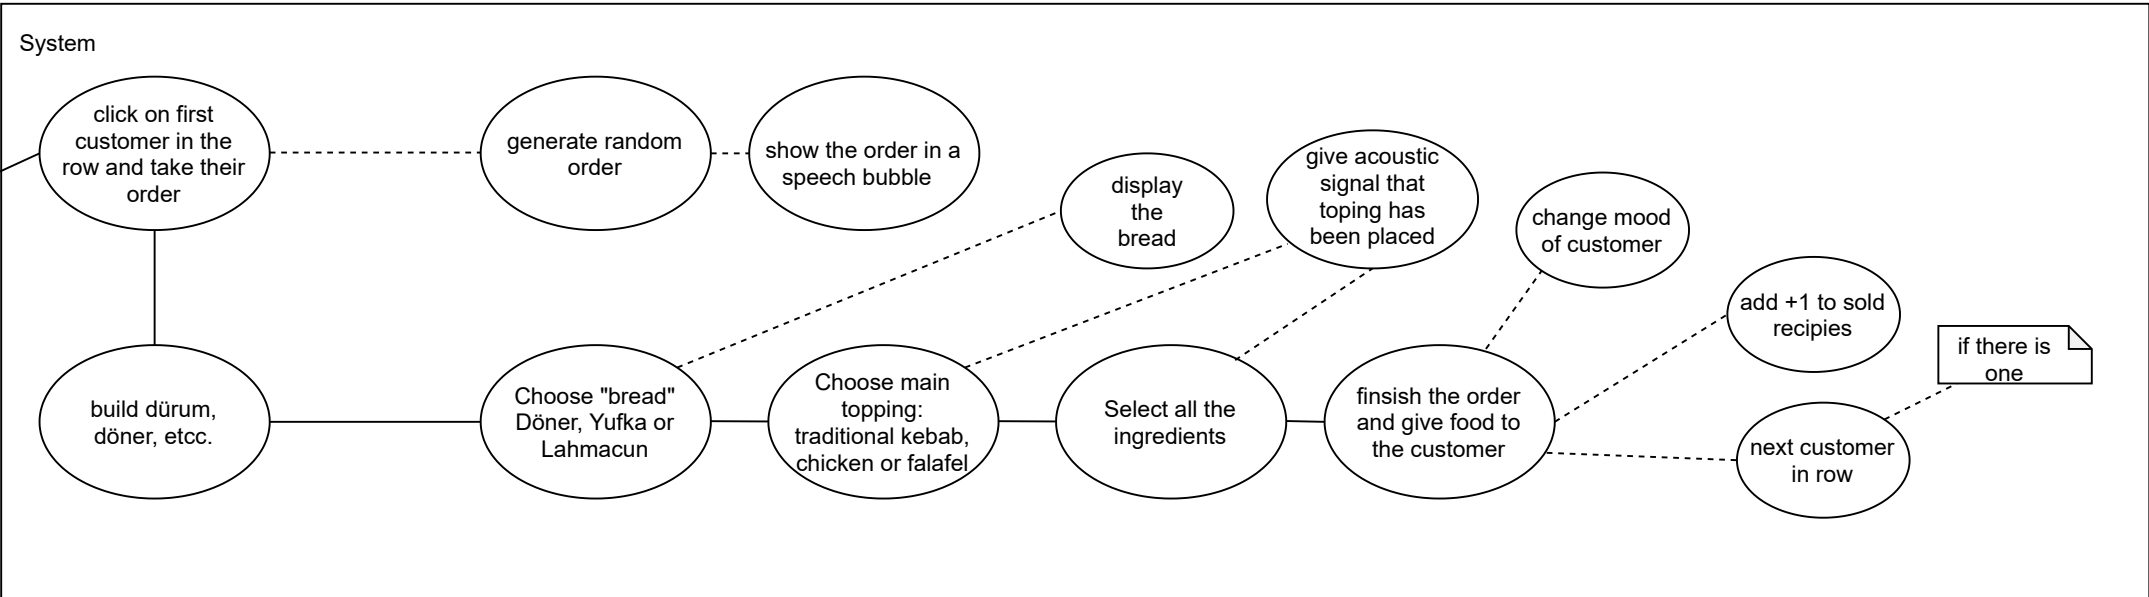 System
click on first
customer in the
row and take their
order
generate random
order
show the order in a
speech bubble
display
the
bread
give acoustic
signal that
toping has
been placed
change mood
of customer
add +1 to sold
recipies
if there is
one
build dürum,
döner, etcc.
Choose "bread"
Döner, Yufka or
Lahmacun
Choose main
topping:
traditional kebab,
chicken or falafel
Select all the
ingredients
finsish the order
and give food to
the customer
next customer
in row